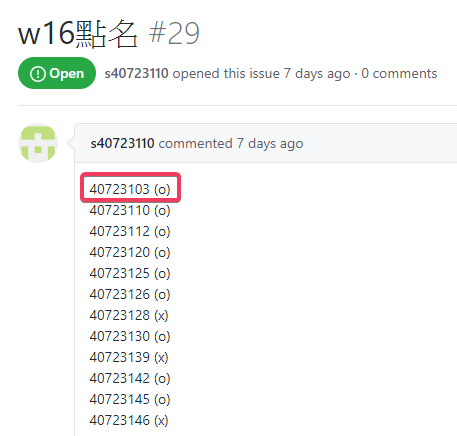 w16點名 #29
Open s40723110 opened this issue 7 days ago · 0 comments
s40723110 commented 7 days ago
40723103 (o)
40723110 (o)
40723112 (o)
40723120 (o)
40723125 (o)
40723126 (o)
40723128 (x)
40723130 (o)
40723139 (x)
40723142 (o)
40723145 (o)
40723146 (x)